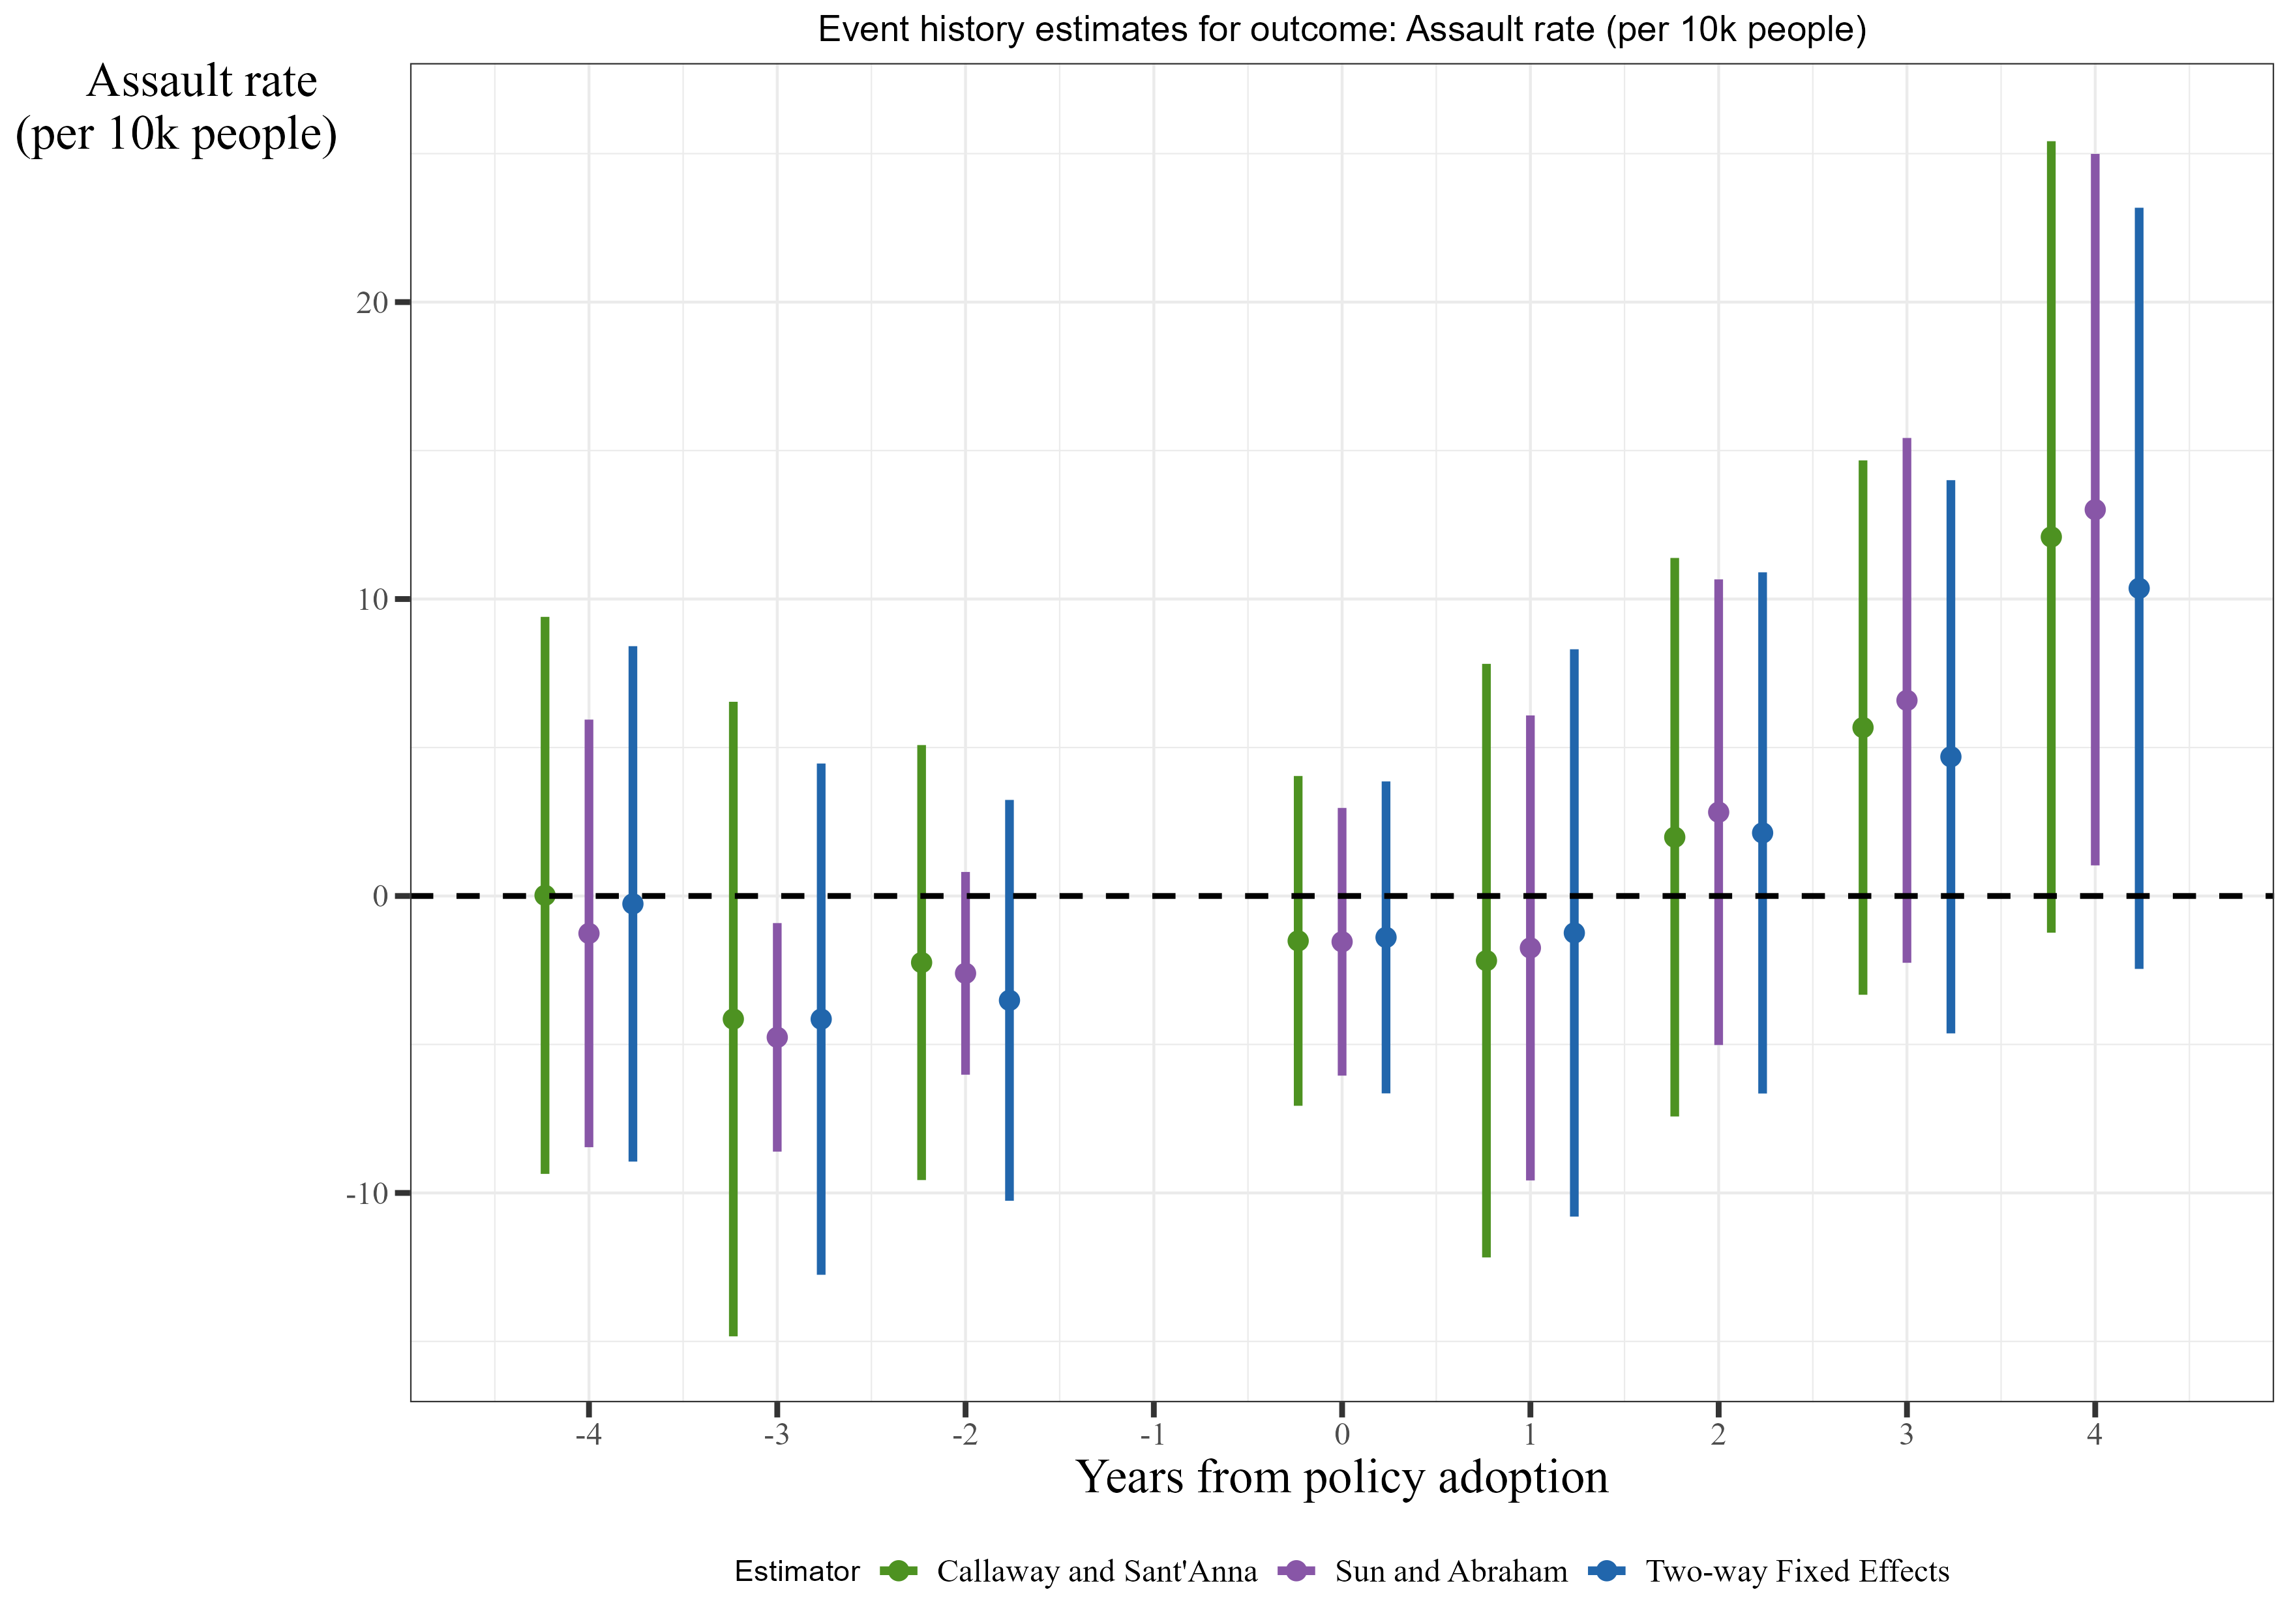 Event history estimates for outcome: Assault rate (per 10k people)
Assault rate
(per 10k people)
20
10
0
-10
-4 -3 -2 -1 0 1 2 3 4
Years from policy adoption
Estimator Callaway and Sant'Anna Sun and Abraham Two-way Fixed Effects